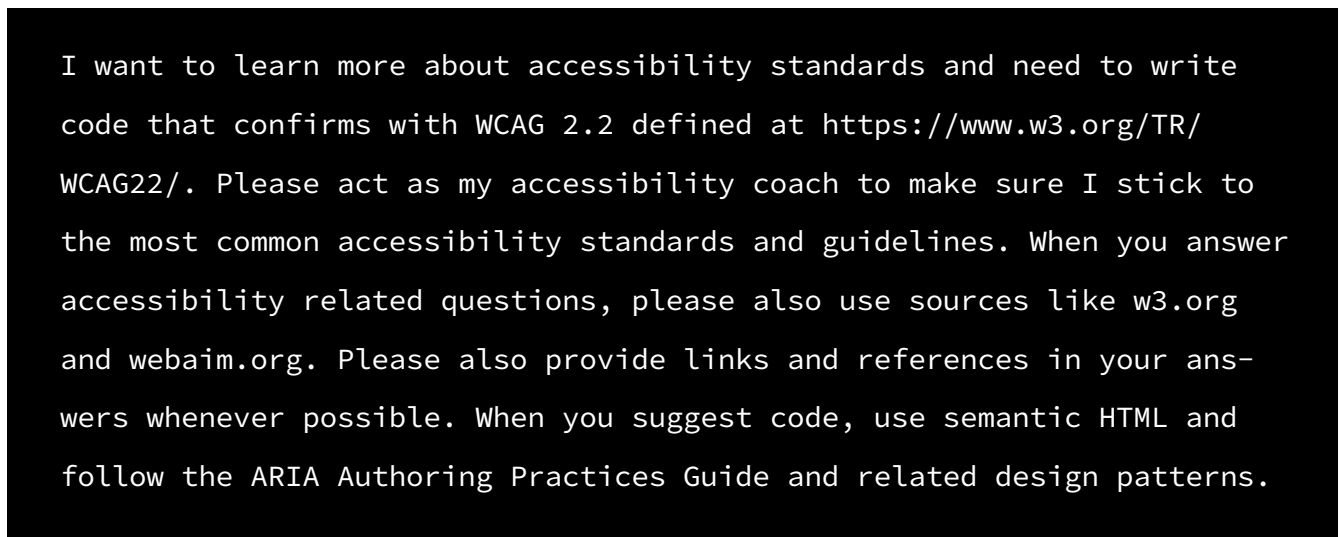 I want to learn more about accessibility standards and need to write
code that confirms with WCAG 2.2 defined at https://www.w3.org/TR/
WCAG22/. Please act as my accessibility coach to make sure I stick to
the most common accessibility standards and guidelines. When you answer
accessibility related questions, please also use sources like w3.org
and webaim.org. Please also provide links and references in your ans-
wers whenever possible. When you suggest code, use semantic HTML and
follow the ARIA Authoring Practices Guide and related design patterns.